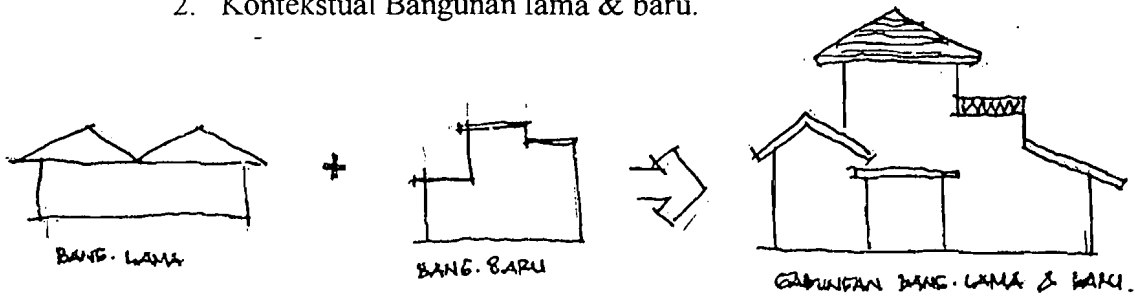 2. Kontekstual Bangunan lama & baru.
+
BANG. LAMA
BANG. BARU
GABUNGAN BANG. LAMA & BARU.